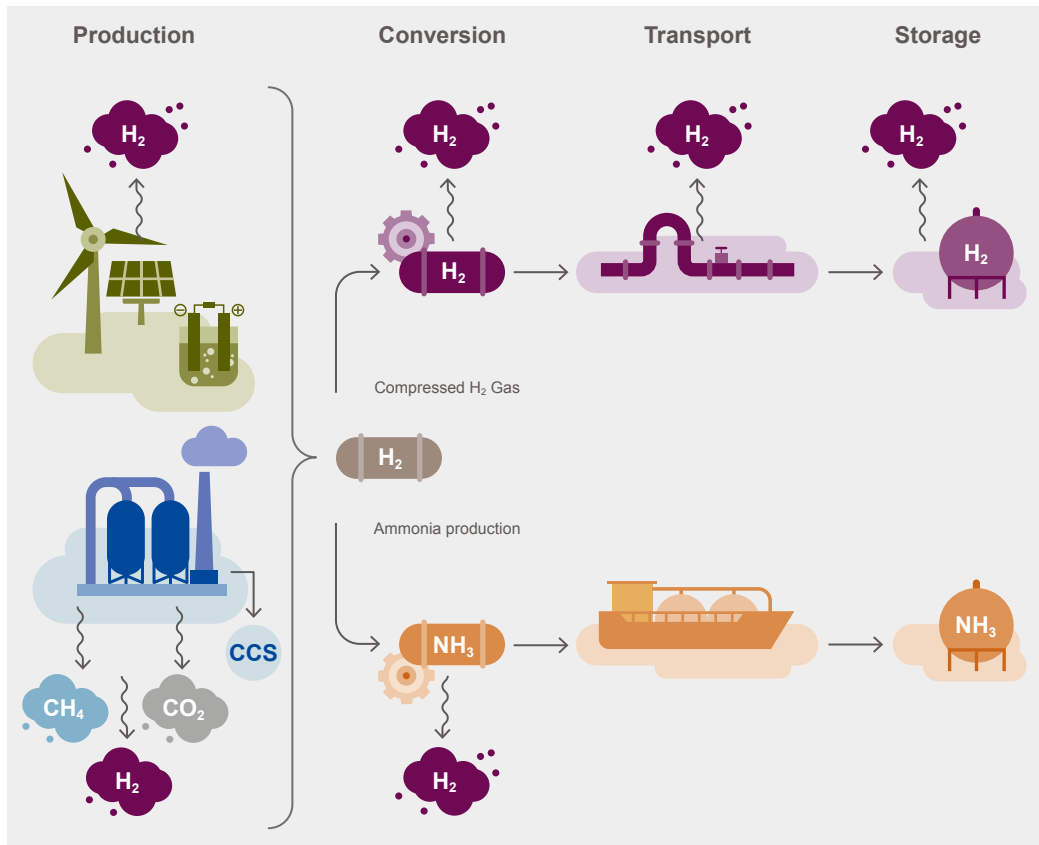 Production
Conversion
Transport
Storage
H₂
H₂
H₂
H₂
H₂
H₂
⊖ ⊕
Compressed H₂ Gas
H₂
Ammonia production
CCS
NH₃
NH₃
CH₄
CO₂
H₂
H₂